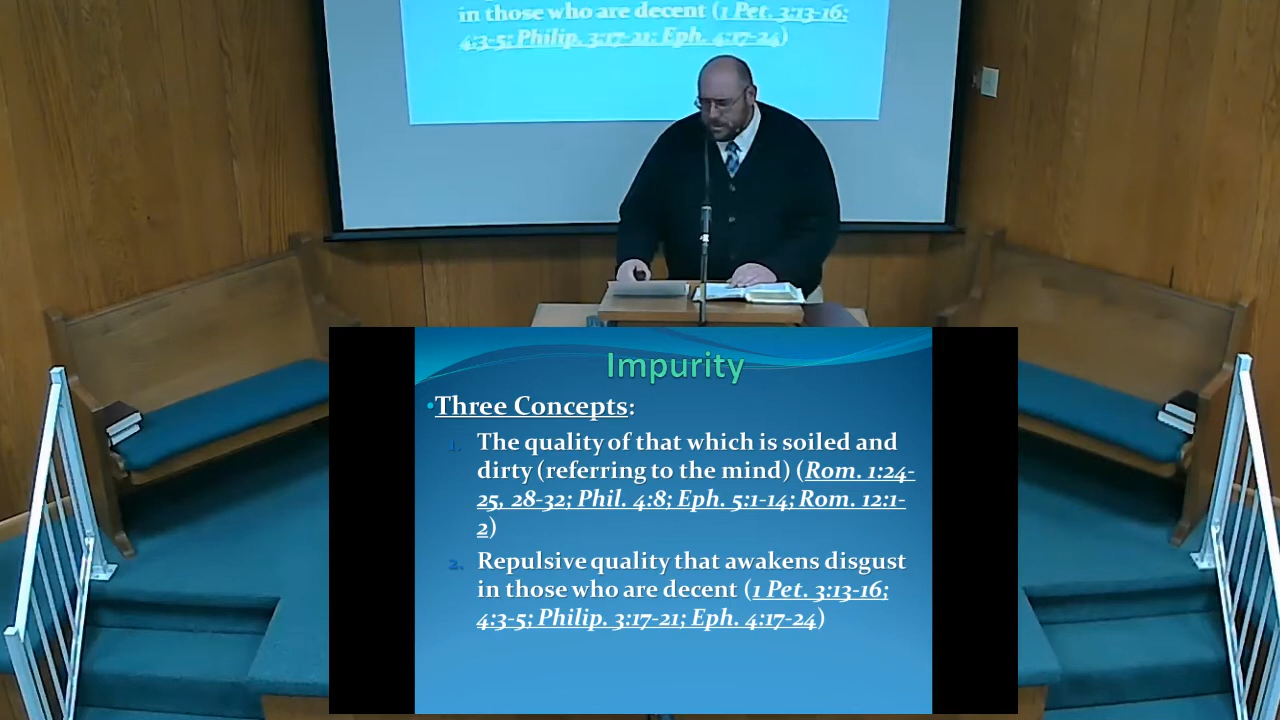 in those who are decent (1 Pet. 3:13-16;
4:3-5; Philip. 3:17-21; Eph. 4:17-24)
Impurity
•Three Concepts:
1. The quality of that which is soiled and
dirty (referring to the mind) (Rom. 1:24-
25, 28-32; Phil. 4:8; Eph. 5:1-14; Rom. 12:1-
2)
2. Repulsive quality that awakens disgust
in those who are decent (1 Pet. 3:13-16;
4:3-5; Philip. 3:17-21; Eph. 4:17-24)